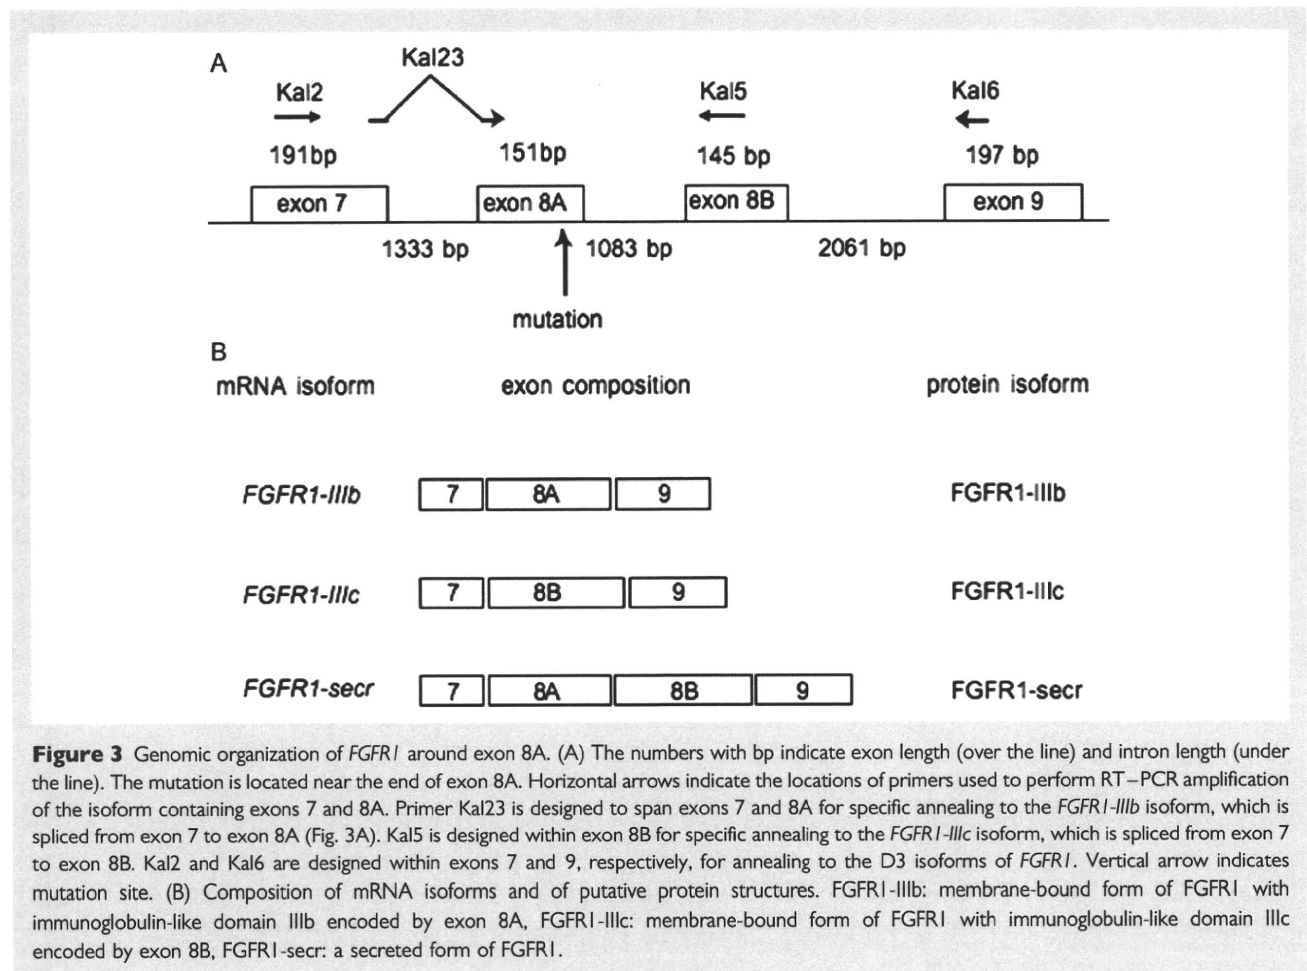 A
Kal23
Kal2
Kal5
Kal6
191bp
151bp
145 bp
197 bp
exon 7
exon 8A
exon 8B
exon 9
1333 bp
1083 bp
2061 bp
mutation
B
mRNA isoform
exon composition
protein isoform
FGFR1-IIIb
7
8A
9
FGFR1-IIIb
FGFR1-IIIc
7
8B
9
FGFR1-IIIc
FGFR1-secr
7
8A
8B
9
FGFR1-secr
Figure 3 Genomic organization of FGFR1 around exon 8A. (A) The numbers with bp indicate exon length (over the line) and intron length (under
the line). The mutation is located near the end of exon 8A. Horizontal arrows indicate the locations of primers used to perform RT–PCR amplification
of the isoform containing exons 7 and 8A. Primer Kal23 is designed to span exons 7 and 8A for specific annealing to the FGFR1-IIIb isoform, which is
spliced from exon 7 to exon 8A (Fig. 3A). Kal5 is designed within exon 8B for specific annealing to the FGFR1-IIIc isoform, which is spliced from exon 7
to exon 8B. Kal2 and Kal6 are designed within exons 7 and 9, respectively, for annealing to the D3 isoforms of FGFR1. Vertical arrow indicates
mutation site. (B) Composition of mRNA isoforms and of putative protein structures. FGFR1-IIIb: membrane-bound form of FGFR1 with
immunoglobulin-like domain IIIb encoded by exon 8A, FGFR1-IIIc: membrane-bound form of FGFR1 with immunoglobulin-like domain IIIc
encoded by exon 8B, FGFR1-secr: a secreted form of FGFR1.